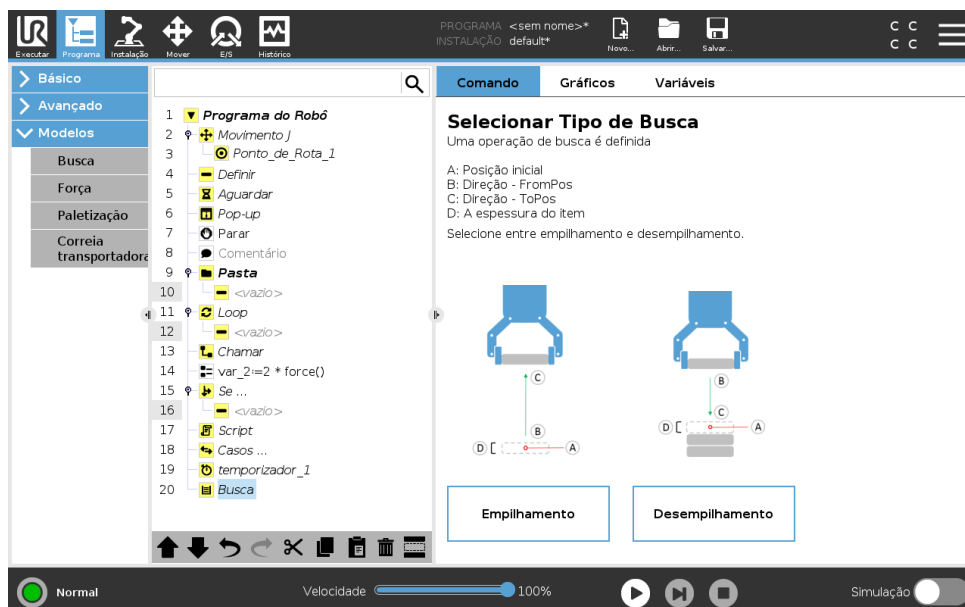 UR
PROGRAMA <sem nome>*
INSTALAÇÃO default*
Executar Programa Instalação Mover E/S Histórico Novo... Abrir... Salvar...
C C
C C
Básico
Avançado
Modelos
Busca
Força
Paletização
Correia
transportadora
1 Programa do Robô
2 Movimento J
3 Ponto_de_Rota_1
4 Definir
5 Aguardar
6 Pop-up
7 Parar
8 Comentário
9 Pasta
10 <vazio>
11 Loop
12 <vazio>
13 Chamar
14 var_2:=2 * force()
15 Se ...
16 <vazio>
17 Script
18 Casos ...
19 temporizador_1
20 Busca
Comando Gráficos Variáveis
Selecionar Tipo de Busca
Uma operação de busca é definida
A: Posição inicial
B: Direção - FromPos
C: Direção - ToPos
D: A espessura do item
Selecione entre empilhamento e desempilhamento.
C
B
D
A
B
C
D
A
Empilhamento
Desempilhamento
Normal
Velocidade 100%
Simulação